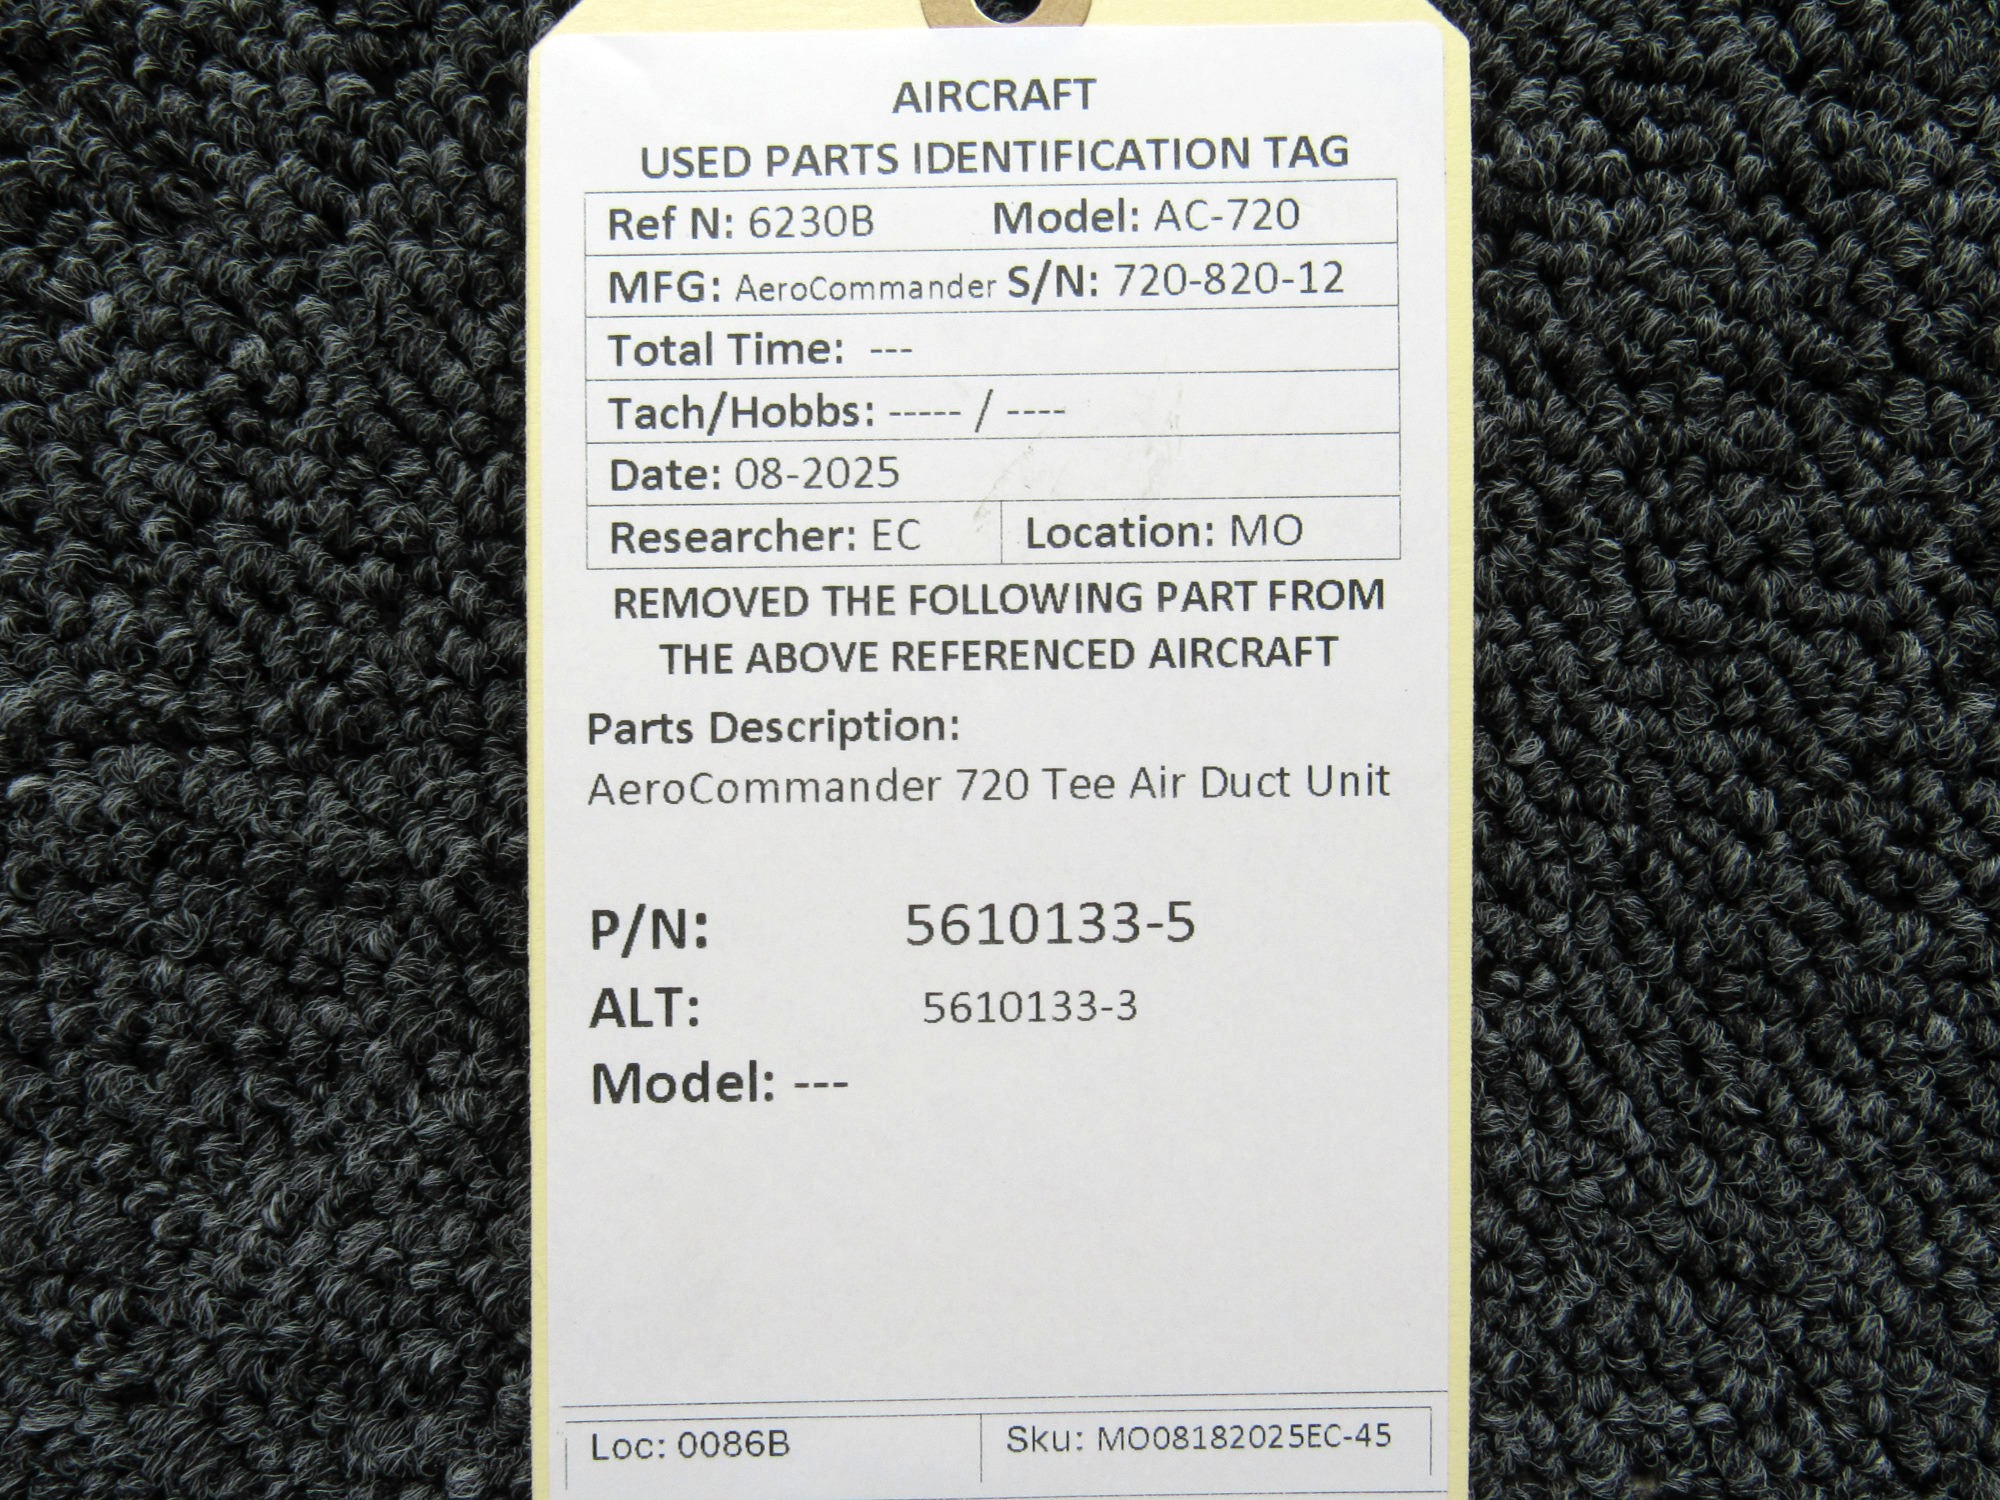 AIRCRAFT
USED PARTS IDENTIFICATION TAG
Ref N: 6230B Model: AC-720
MFG: AeroCommander S/N: 720-820-12
Total Time: ---
Tach/Hobbs: ----- / ----
Date: 08-2025
Researcher: EC Location: MO
REMOVED THE FOLLOWING PART FROM
THE ABOVE REFERENCED AIRCRAFT
Parts Description:
AeroCommander 720 Tee Air Duct Unit
P/N: 5610133-5
ALT: 5610133-3
Model: ---
Loc: 0086B Sku: MO08182025EC-45